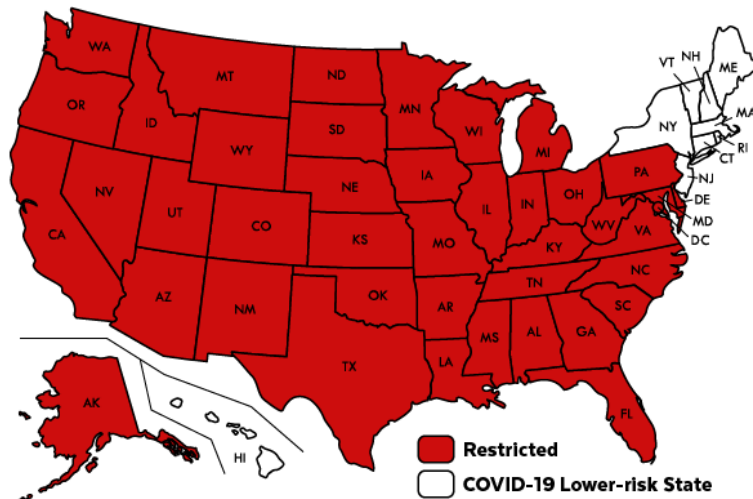 WA
MT
ND
MN
VT
NH
ME
OR
ID
SD
WI
MA
WY
MI
NY
RI
CT
NV
UT
NE
IA
PA
NJ
CA
CO
IL
IN
OH
DE
KS
MO
WV
VA
MD
KY
DC
AZ
NM
OK
AR
TN
NC
SC
TX
LA
MS
AL
GA
AK
FL
HI
Restricted
COVID-19 Lower-risk State